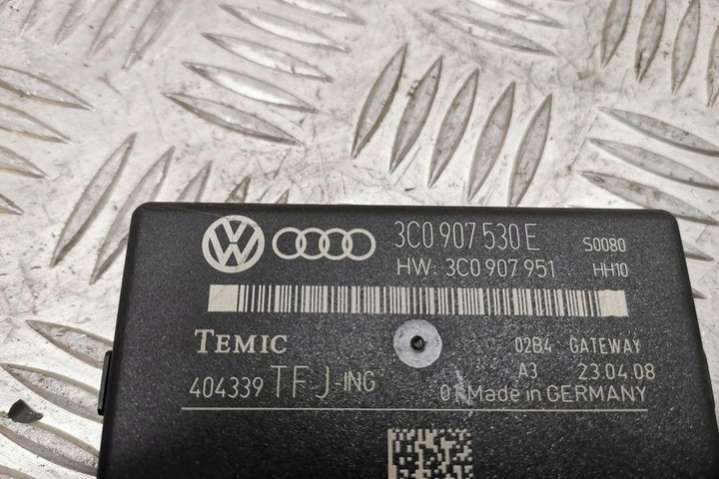 3C0 907 530 E S0080
HW: 3C0 907 951 HH10
TEMIC 02B4 GATEWAY
A3 23.04.08
404339 TFJ-ING 01 Made in GERMANY